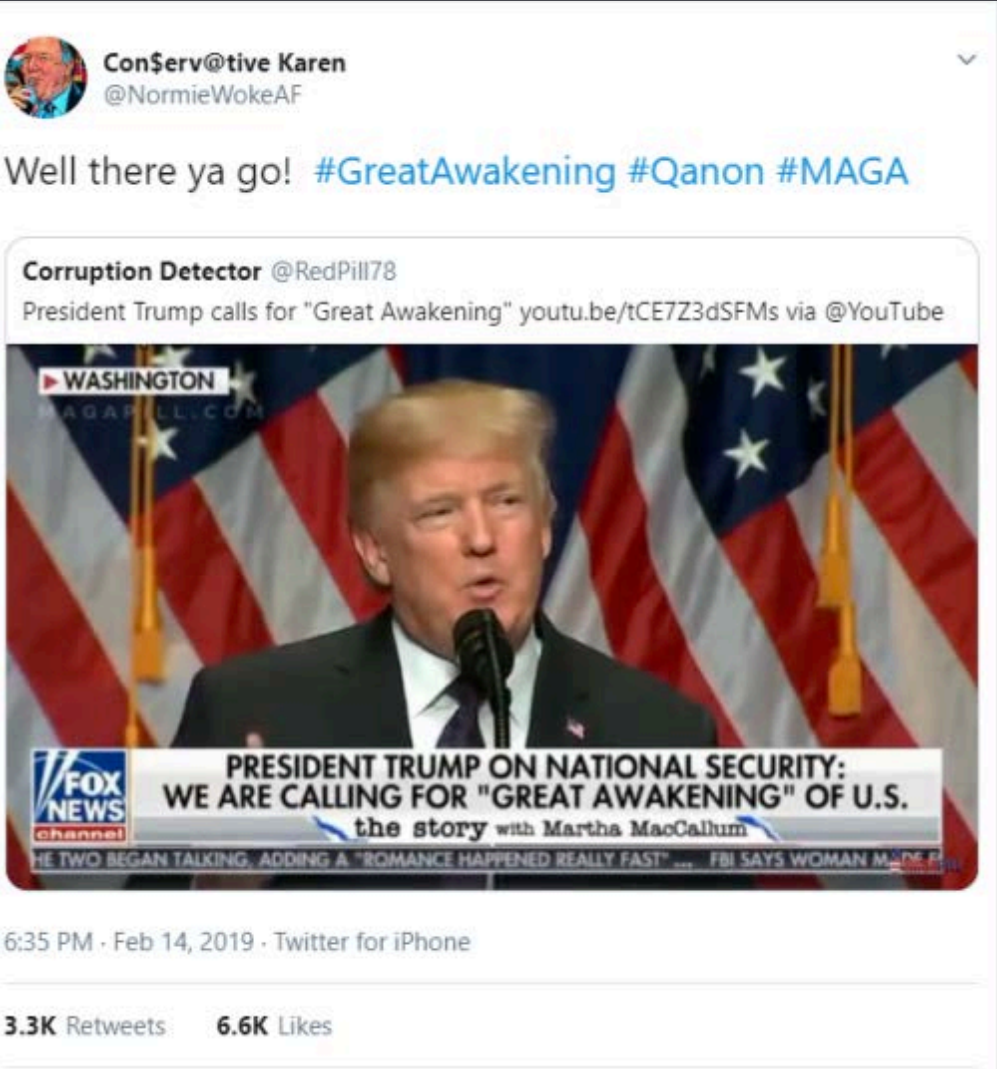 Con$erv@tive Karen
@NormieWokeAF
Well there ya go! #GreatAwakening #Qanon #MAGA
Corruption Detector @RedPill78
President Trump calls for "Great Awakening" youtu.be/tCE7Z3dSFMs via @YouTube
WASHINGTON
MAGAPILL.COM
PRESIDENT TRUMP ON NATIONAL SECURITY:
WE ARE CALLING FOR "GREAT AWAKENING" OF U.S.
FOX
NEWS
channel
the story with Martha MacCallum
HE TWO BEGAN TALKING, ADDING A "ROMANCE HAPPENED REALLY FAST" ... FBI SAYS WOMAN
6:35 PM · Feb 14, 2019 · Twitter for iPhone
3.3K Retweets 6.6K Likes